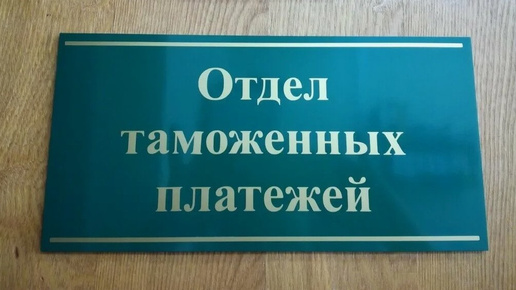 Отдел
таможенных
платежей